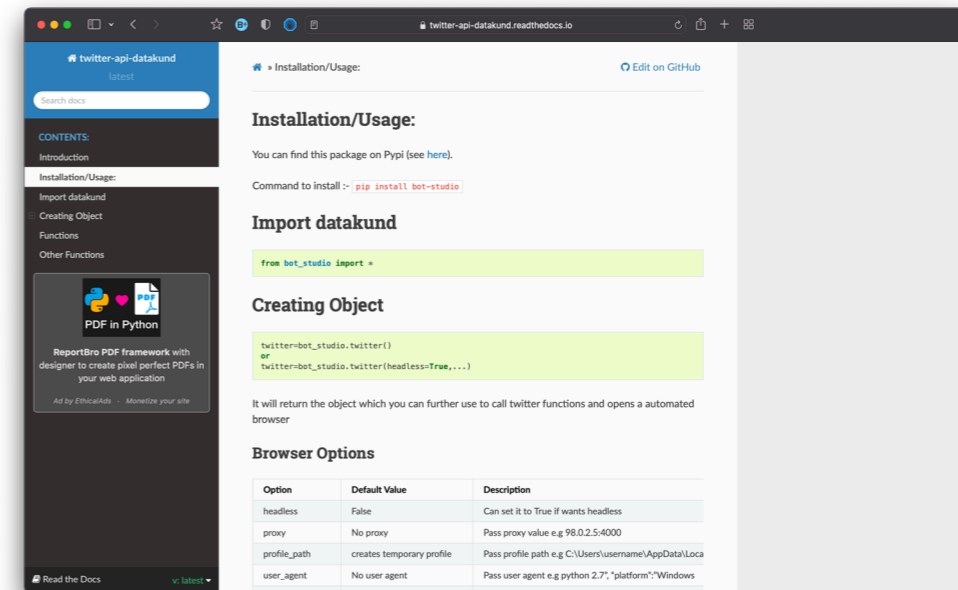 twitter-api-datakund.readthedocs.io
twitter-api-datakund
latest
Search docs
CONTENTS:
Introduction
Installation/Usage:
Import datakund
Creating Object
Functions
Other Functions
PDF
PDF in Python
ReportBro PDF framework with
designer to create pixel perfect PDFs in
your web application
Ad by EthicalAds · Monetize your site
Read the Docs
v: latest
» Installation/Usage:
Edit on GitHub
Installation/Usage:
You can find this package on Pypi (see here).
Command to install :- pip install bot-studio
Import datakund
from bot_studio import *
Creating Object
twitter=bot_studio.twitter()
or
twitter=bot_studio.twitter(headless=True,...)
It will return the object which you can further use to call twitter functions and opens a automated
browser
Browser Options
Option Default Value Description
headless False Can set it to True if wants headless
proxy No proxy Pass proxy value e.g 98.0.2.5:4000
profile_path creates temporary profile Pass profile path e.g C:\Users\username\AppData\Loca
user_agent No user agent Pass user agent e.g python 2.7", "platform":"Windows